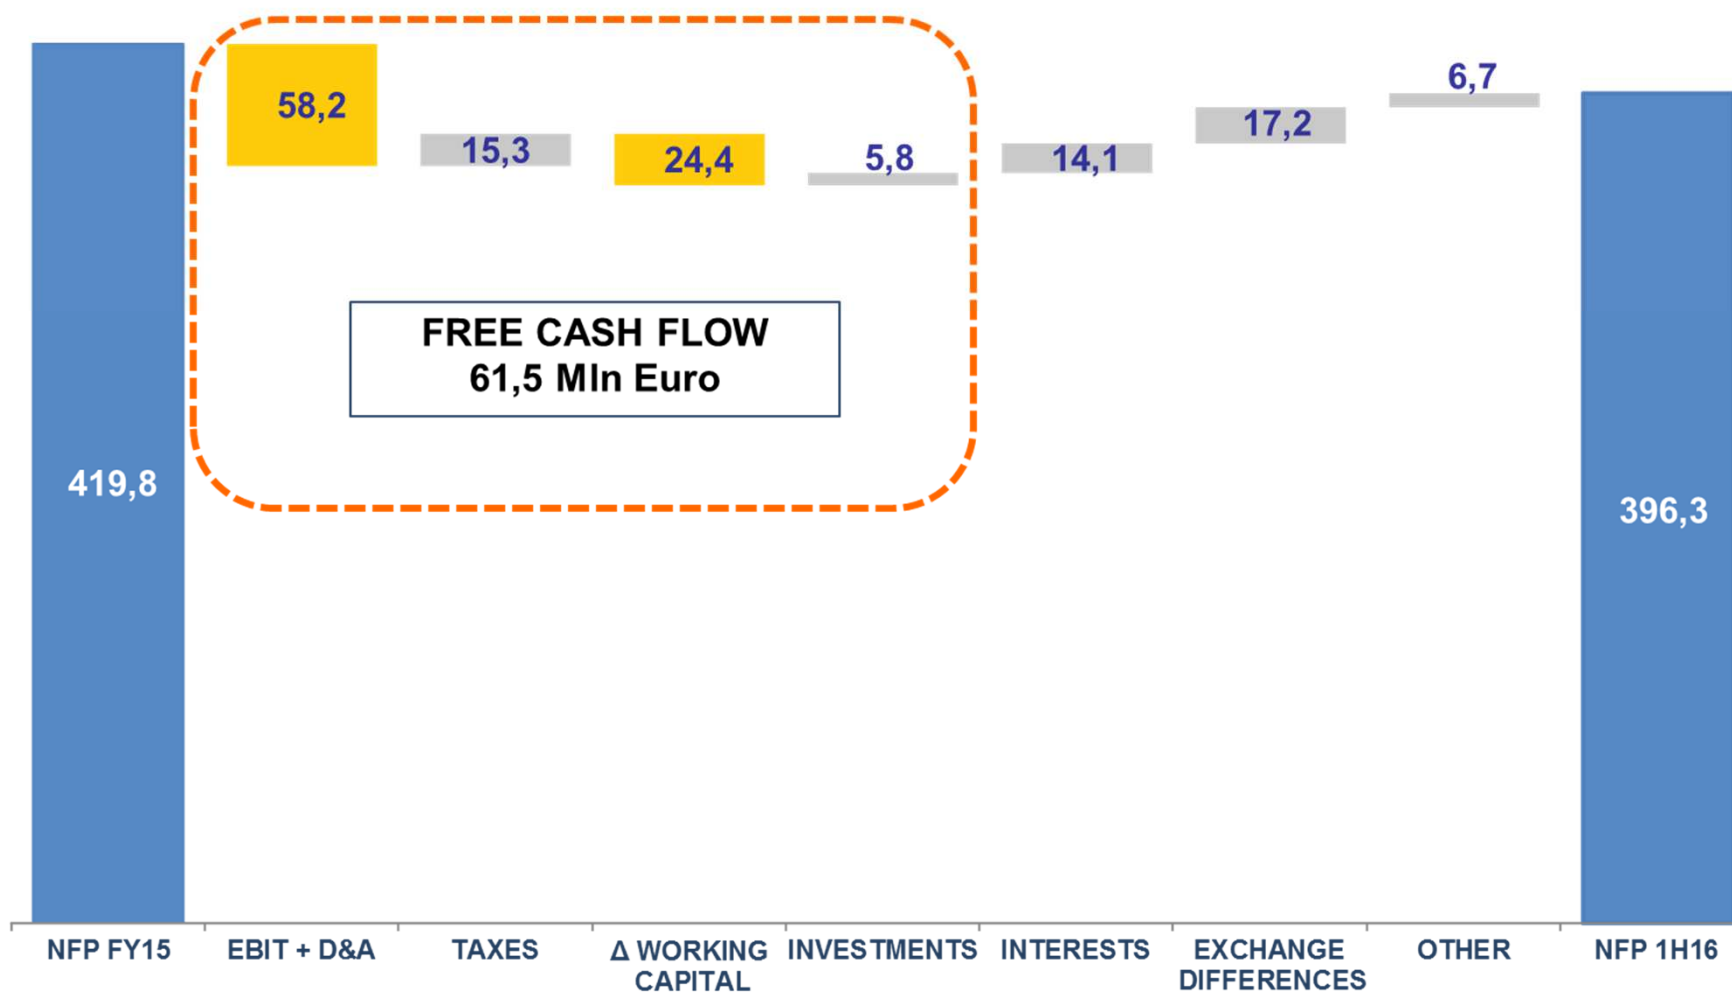 58,2
15,3
24,4
5,8
14,1
17,2
6,7
FREE CASH FLOW
61,5 Mln Euro
419,8
396,3
NFP FY15
EBIT + D&A
TAXES
Δ WORKING
CAPITAL
INVESTMENTS
INTERESTS
EXCHANGE
DIFFERENCES
OTHER
NFP 1H16